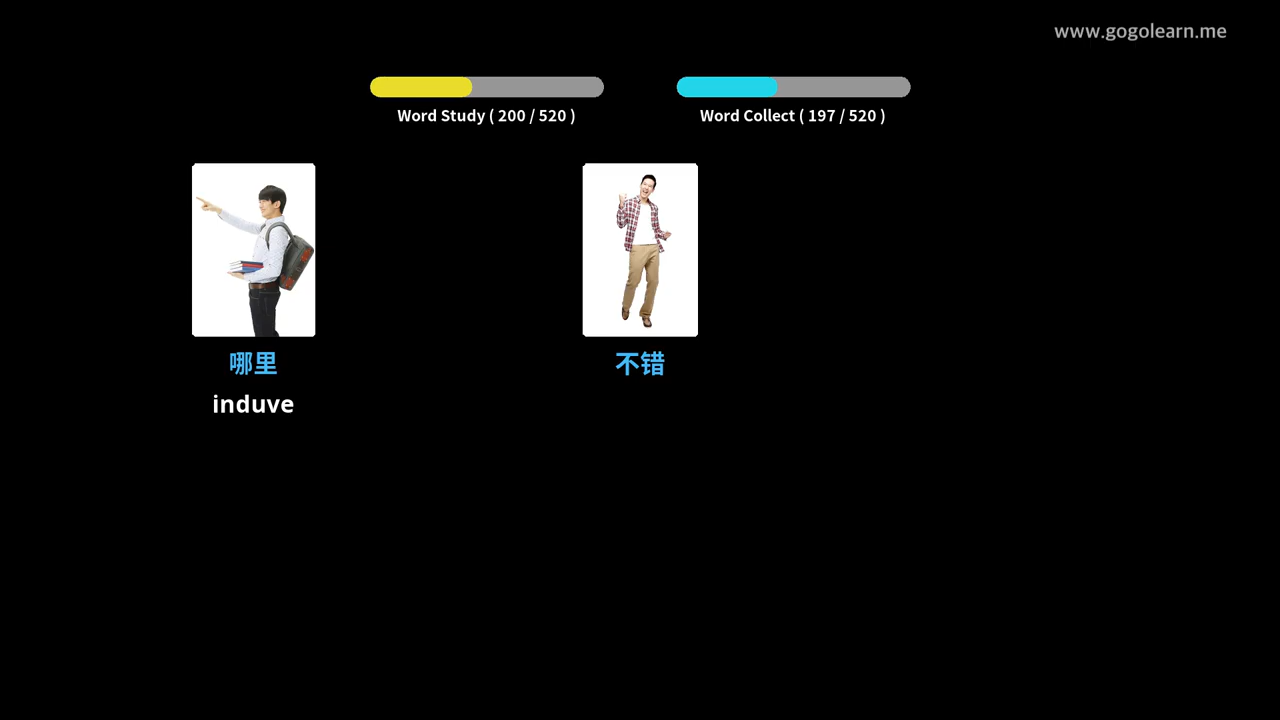 www.gogolearn.me
Word Study ( 200 / 520 )
Word Collect ( 197 / 520 )
哪里
induve
不错